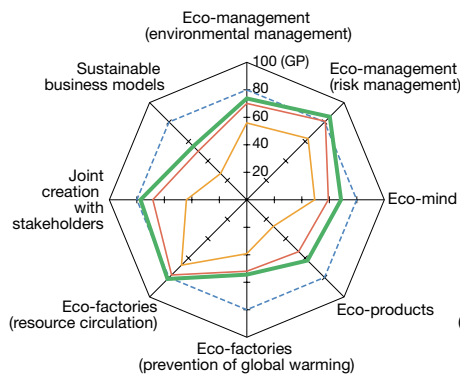 Eco-management
(environmental management)
100 (GP)
80
60
40
20
Eco-management
(risk management)
Eco-mind
Eco-products
Eco-factories
(prevention of global warming)
Eco-factories
(resource circulation)
Joint
creation
with
stakeholders
Sustainable
business models
(